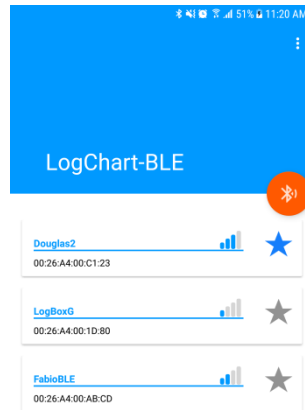 51% 11:20 AM
LogChart-BLE
Douglas2
00:26:A4:00:C1:23
LogBoxG
00:26:A4:00:1D:80
FabioBLE
00:26:A4:00:AB:CD